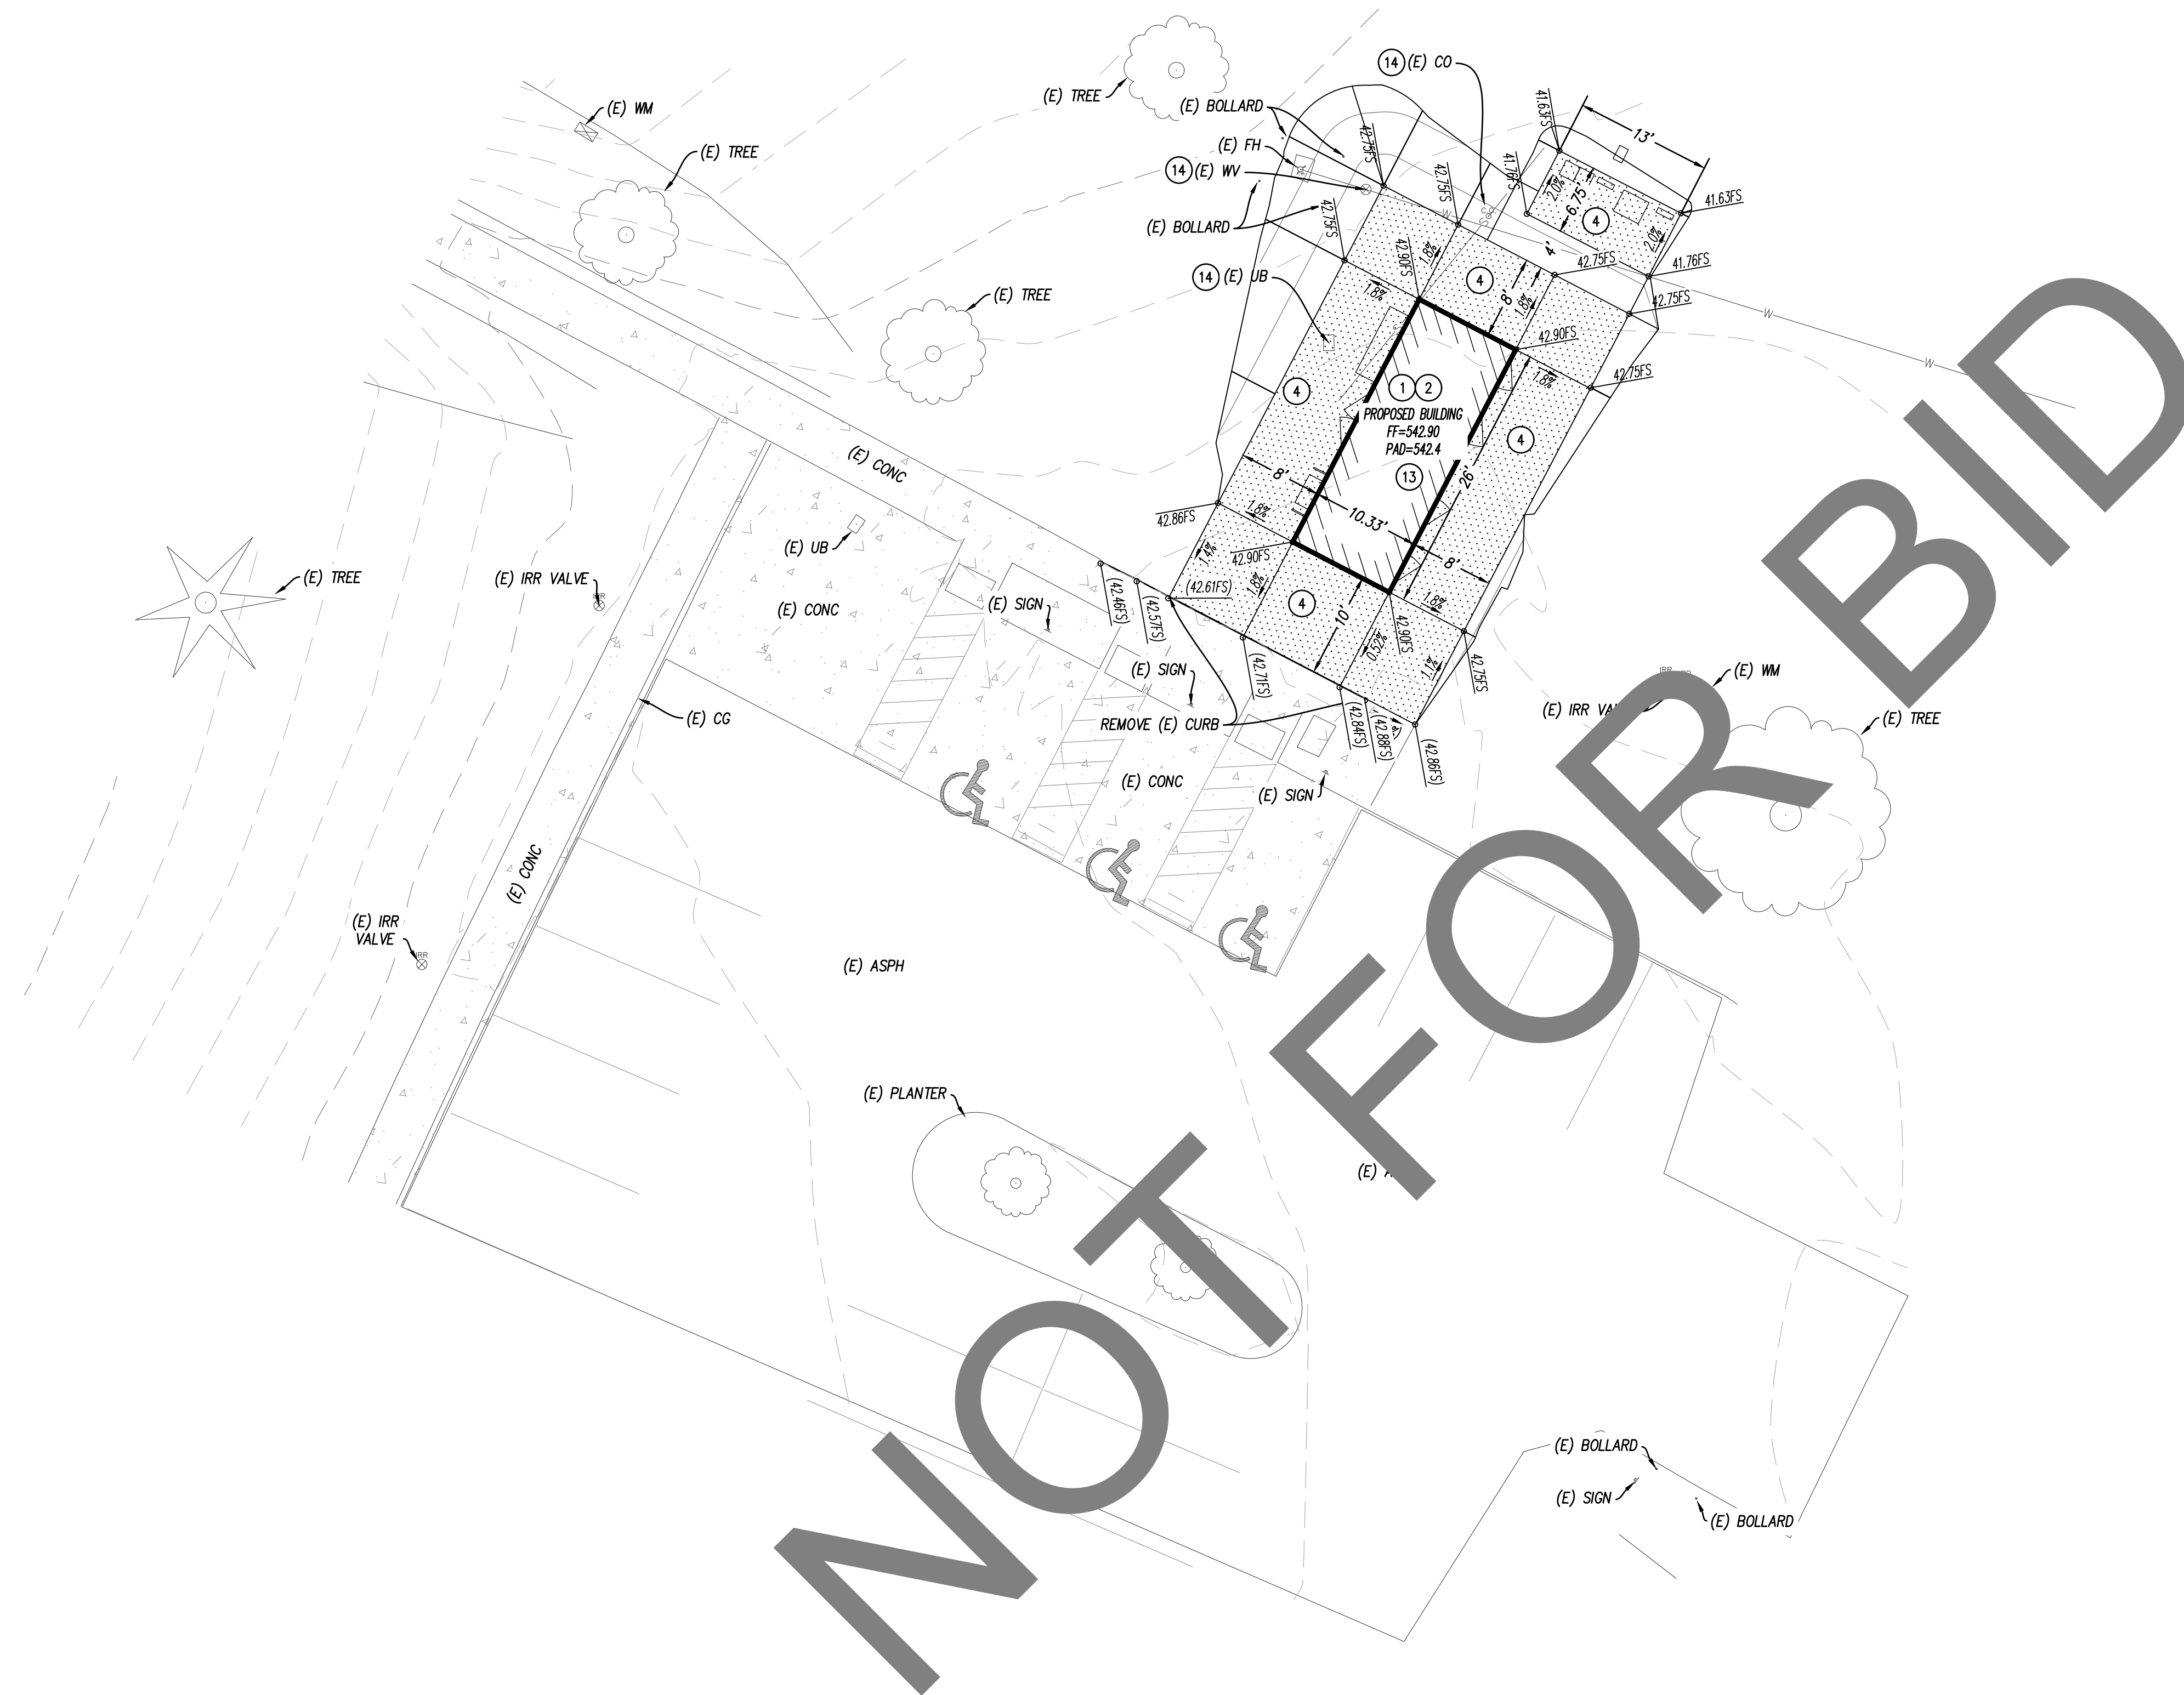 14 (E) CO
(E) TREE
(E) BOLLARD
(E) WM
(E) TREE
(E) FH
14 (E) WV
(E) BOLLARD
14 (E) UB
(E) TREE
41.63FS
13'
42.75FS
42.75FS
41.76FS
2.0%
6.75'
4
41.63FS
2.0%
42.75FS
4'
42.90FS
1.8%
4
42.75FS
41.76FS
8'
1.8%
42.75FS
1.8%
42.90FS
W
W
W
4
1 2
PROPOSED BUILDING
FF=542.90
PAD=542.4
13
1.8%
42.75FS
4
26'
8'
10.33'
8'
42.86FS
1.8%
1.4%
42.90FS
1.8%
(42.61FS)
(42.46FS)
(42.57FS)
4
10'
(42.71FS)
0.52%
42.90FS
1.8%
1.1%
42.75FS
(42.84FS)
(42.88FS)
(42.86FS)
(E) CONC
(E) UB
(E) TREE
(E) IRR VALVE
IRR
(E) CONC
(E) SIGN
(E) SIGN
REMOVE (E) CURB
(E) CG
(E) CONC
(E) SIGN
IRR
(E) WM
(E) TREE
(E) IRR
(E) CONC
(E) IRR
VALVE
IRR
(E) ASPH
(E) PLANTER
(E)
(E) BOLLARD
(E) SIGN
(E) BOLLARD
NOT FOR BID